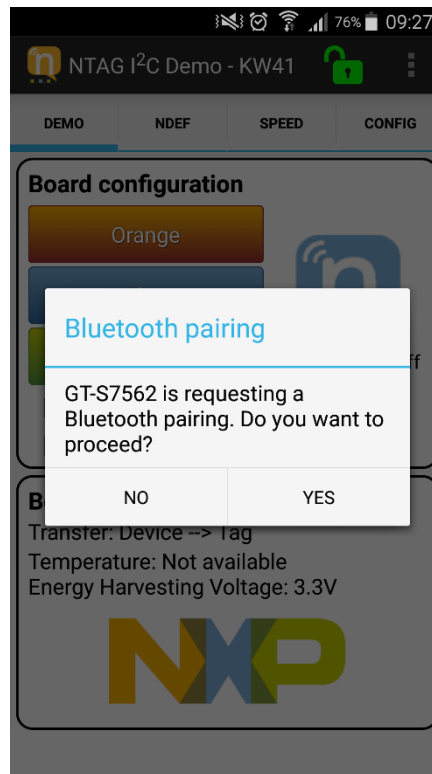 76% 09:27
NTAG I²C Demo - KW41
DEMO NDEF SPEED CONFIG
Board configuration
Orange
Bluetooth pairing
GT-S7562 is requesting a
Bluetooth pairing. Do you want to
proceed?
NO YES
Transfer: Device --> Tag
Temperature: Not available
Energy Harvesting Voltage: 3.3V
NXP